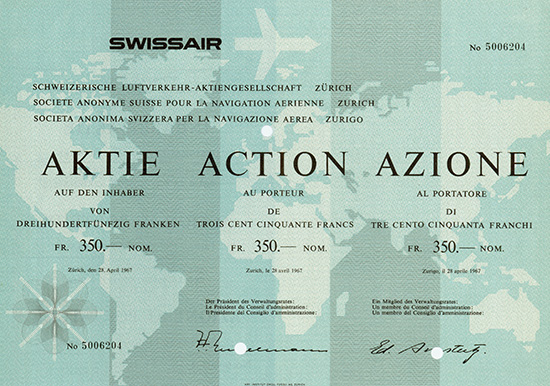 SWISSAIR
No 5006204
SCHWEIZERISCHE LUFTVERKEHR-AKTIENGESELLSCHAFT ZÜRICH
SOCIETE ANONYME SUISSE POUR LA NAVIGATION AERIENNE ZURICH
SOCIETA ANONIMA SVIZZERA PER LA NAVIGAZIONE AEREA ZURIGO
AKTIE ACTION AZIONE
AUF DEN INHABER AU PORTEUR AL PORTATORE
VON DE DI
DREIHUNDERTFÜNFZIG FRANKEN TROIS CENT CINQUANTE FRANCS TRE CENTO CINQUANTA FRANCHI
FR. 350.— NOM. FR. 350.— NOM. FR. 350.— NOM.
Zürich, den 28. April 1967 Zurich, le 28 avril 1967 Zurigo, il 28 aprile 1967
Der Präsident des Verwaltungsrates: Ein Mitglied des Verwaltungsrates:
Le Président du Conseil d'administration: Un membre du Conseil d'administration:
Il Presidente del Consiglio d'amministrazione: Un membro del Consiglio d'amministrazione:
No 5006204